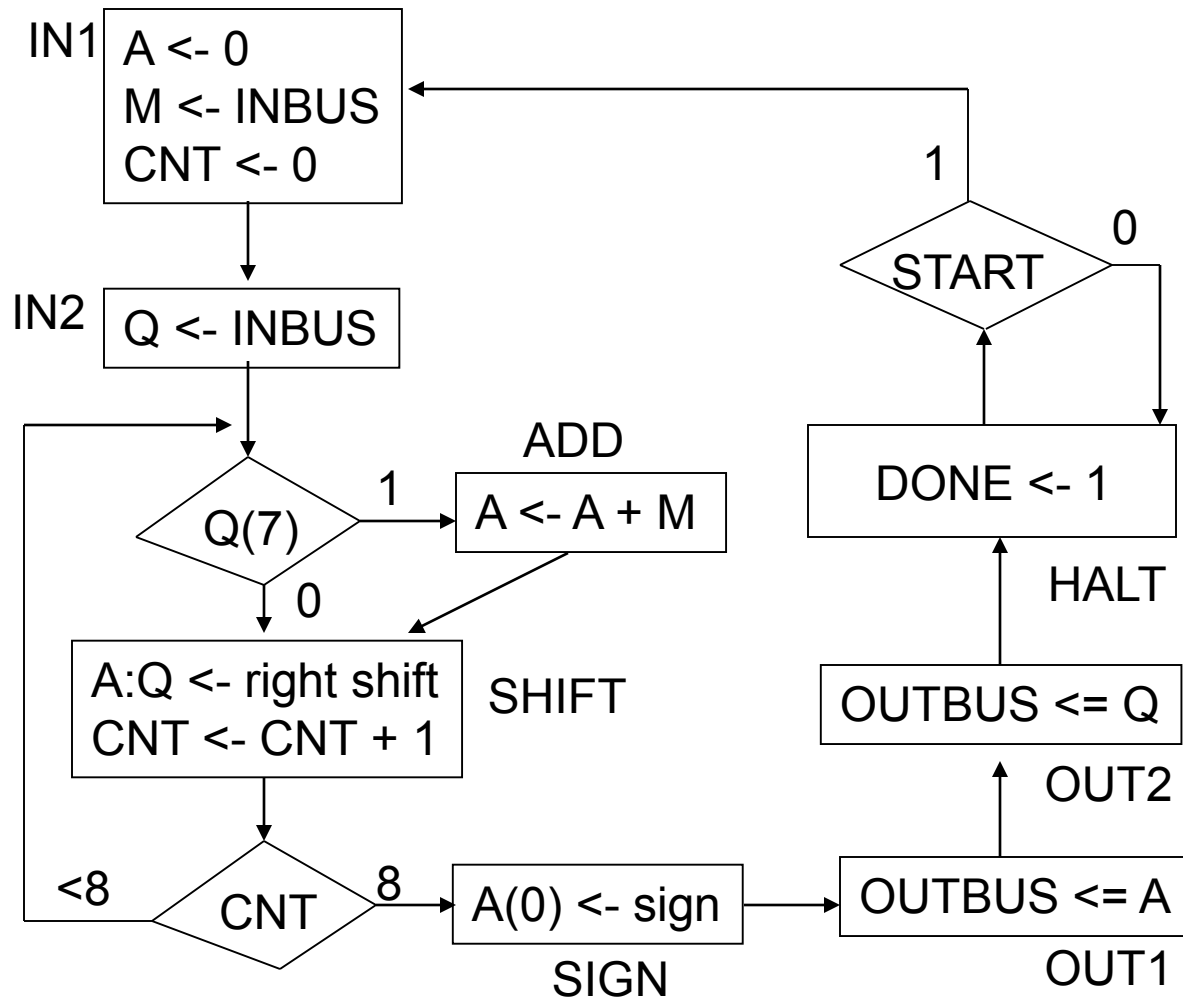 IN1
A <- 0
M <- INBUS
CNT <- 0
1
START
0
IN2
Q <- INBUS
ADD
Q(7)
1
A <- A + M
DONE <- 1
0
HALT
A:Q <- right shift
CNT <- CNT + 1
SHIFT
OUTBUS <= Q
OUT2
<8
CNT
8
A(0) <- sign
SIGN
OUTBUS <= A
OUT1